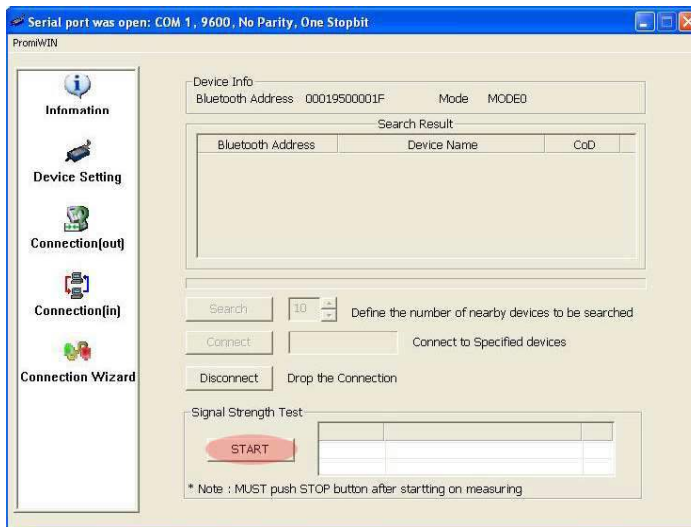 Serial port was open: COM 1, 9600, No Parity, One Stopbit
PromiWIN
Infomation
Device Setting
Connection(out)
Connection(in)
Connection Wizard
Device Info
Bluetooth Address 00019500001F Mode MODE0
Search Result
Bluetooth Address Device Name CoD
Search 10 Define the number of nearby devices to be searched
Connect Connect to Specified devices
Disconnect Drop the Connection
Signal Strength Test
START
* Note : MUST push STOP button after startting on measuring